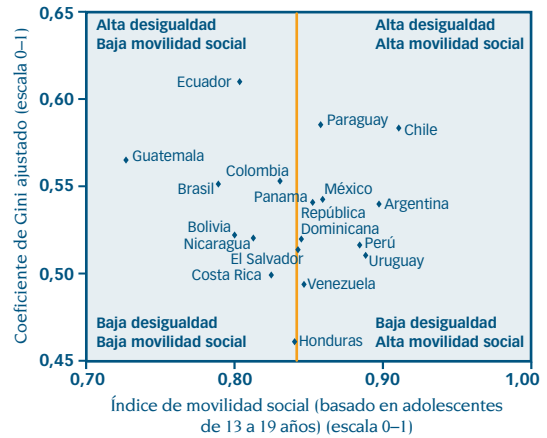 0,65
Alta desigualdad
Baja movilidad social
Alta desigualdad
Alta movilidad social
Ecuador
0,60
Paraguay
Chile
Guatemala
Colombia
0,55
Brasil
Panama
México
Argentina
República
Dominicana
Bolivia
Nicaragua
Perú
El Salvador
Uruguay
0,50
Costa Rica
Venezuela
Baja desigualdad
Baja movilidad social
Honduras
Baja desigualdad
Alta movilidad social
0,45
0,70
0,80
0,90
1,00
Coeficiente de Gini ajustado (escala 0–1)
Índice de movilidad social (basado en adolescentes
de 13 a 19 años) (escala 0–1)